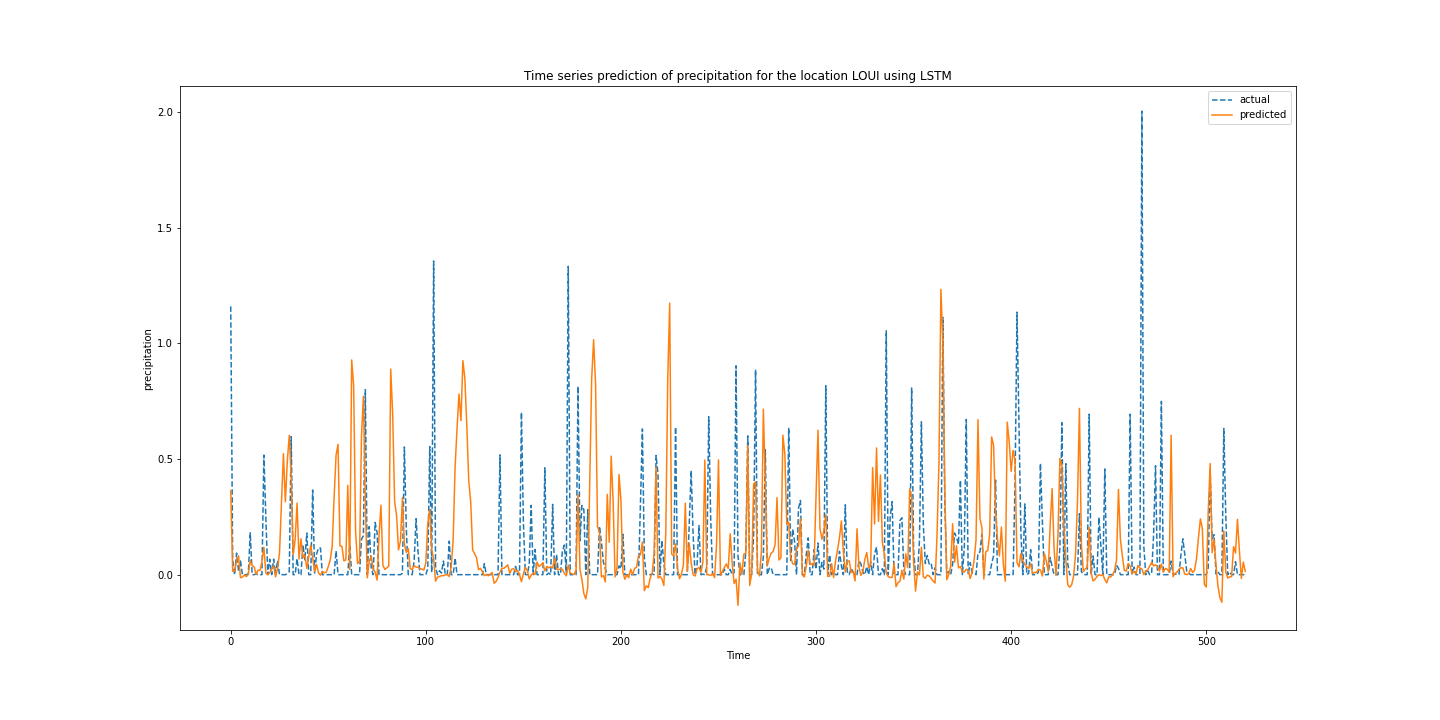 Time series prediction of precipitation for the location LOUI using LSTM
actual
predicted
2.0
1.5
1.0
0.5
0.0
precipitation
0 100 200 300 400 500
Time